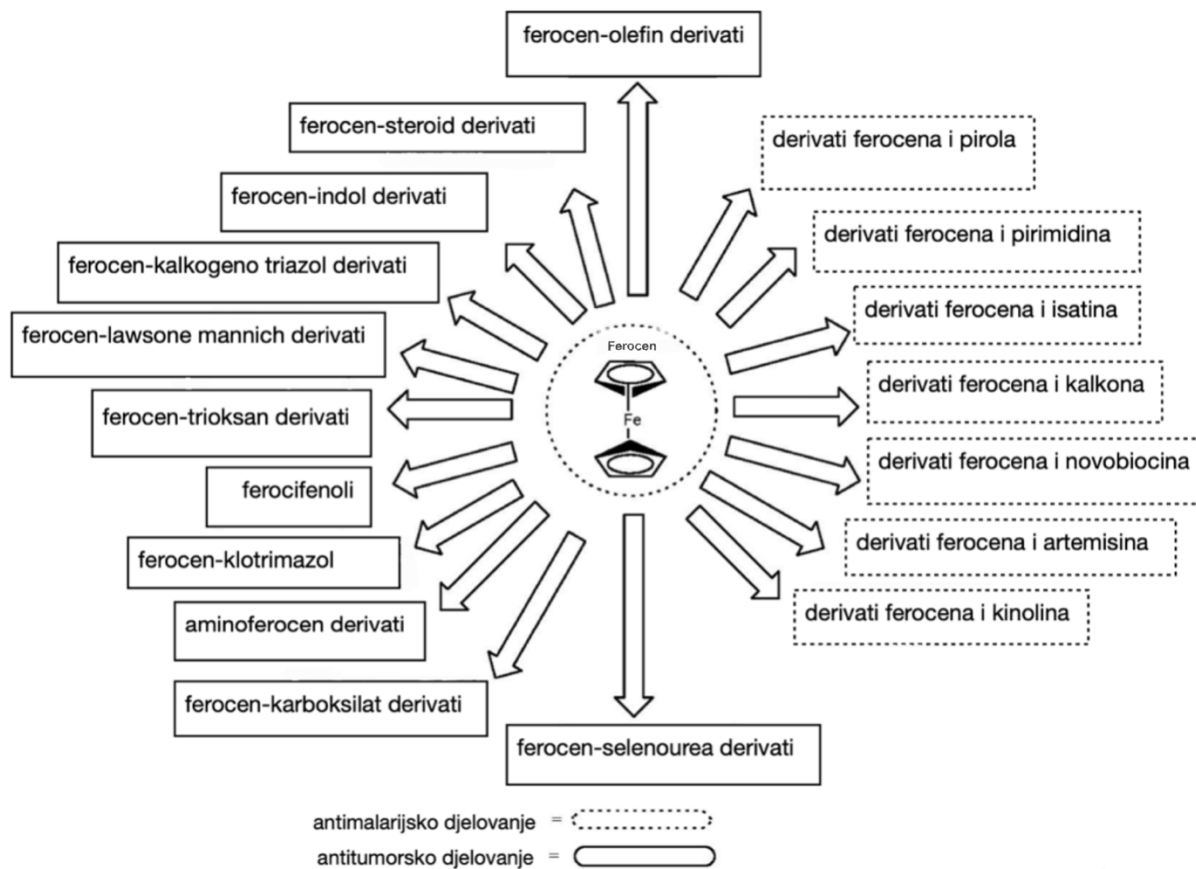 ferocen-olefin derivati
ferocen-steroid derivati
derivati ferocena i pirola
ferocen-indol derivati
derivati ferocena i pirimidina
ferocen-kalkogeno triazol derivati
derivati ferocena i isatina
ferocen-lawsone mannich derivati
Ferocen
derivati ferocena i kalkona
ferocen-trioksan derivati
Fe
derivati ferocena i novobiocina
ferocifenoli
derivati ferocena i artemisina
ferocen-klotrimazol
derivati ferocena i kinolina
aminoferocen derivati
ferocen-karboksilat derivati
ferocen-selenourea derivati
antimalarijsko djelovanje =
antitumorsko djelovanje =